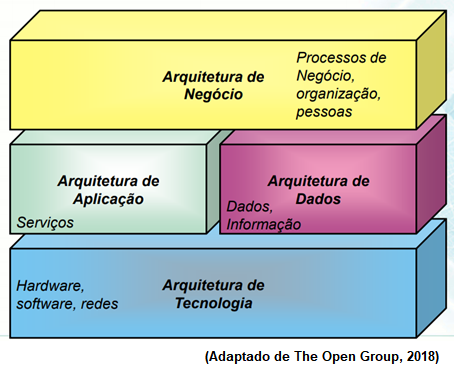 Arquitetura de
Negócio
Processos de
Negócio,
organização,
pessoas
Arquitetura de
Aplicação
Serviços
Arquitetura de
Dados
Dados,
Informação
Hardware,
software, redes
Arquitetura de
Tecnologia
(Adaptado de The Open Group, 2018)